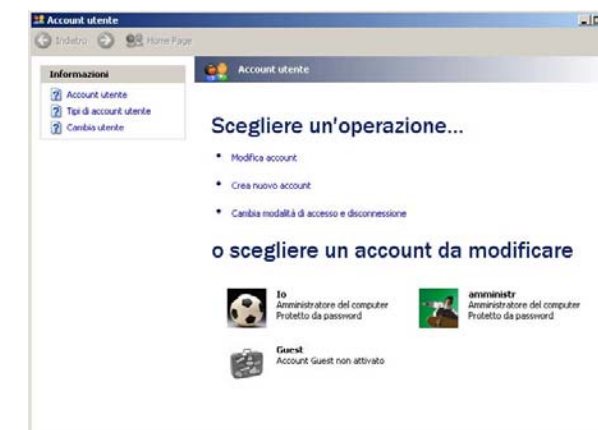 Account utente
Indietro Home Page
Informazioni
Account utente
Tipi di account utente
Cambia utente
Account utente
Scegliere un'operazione...
Modifica account
Crea nuovo account
Cambia modalità di accesso e disconnessione
o scegliere un account da modificare
Io
Amministratore del computer
Protetto da password
amministr
Amministratore del computer
Protetto da password
Guest
Account Guest non attivato